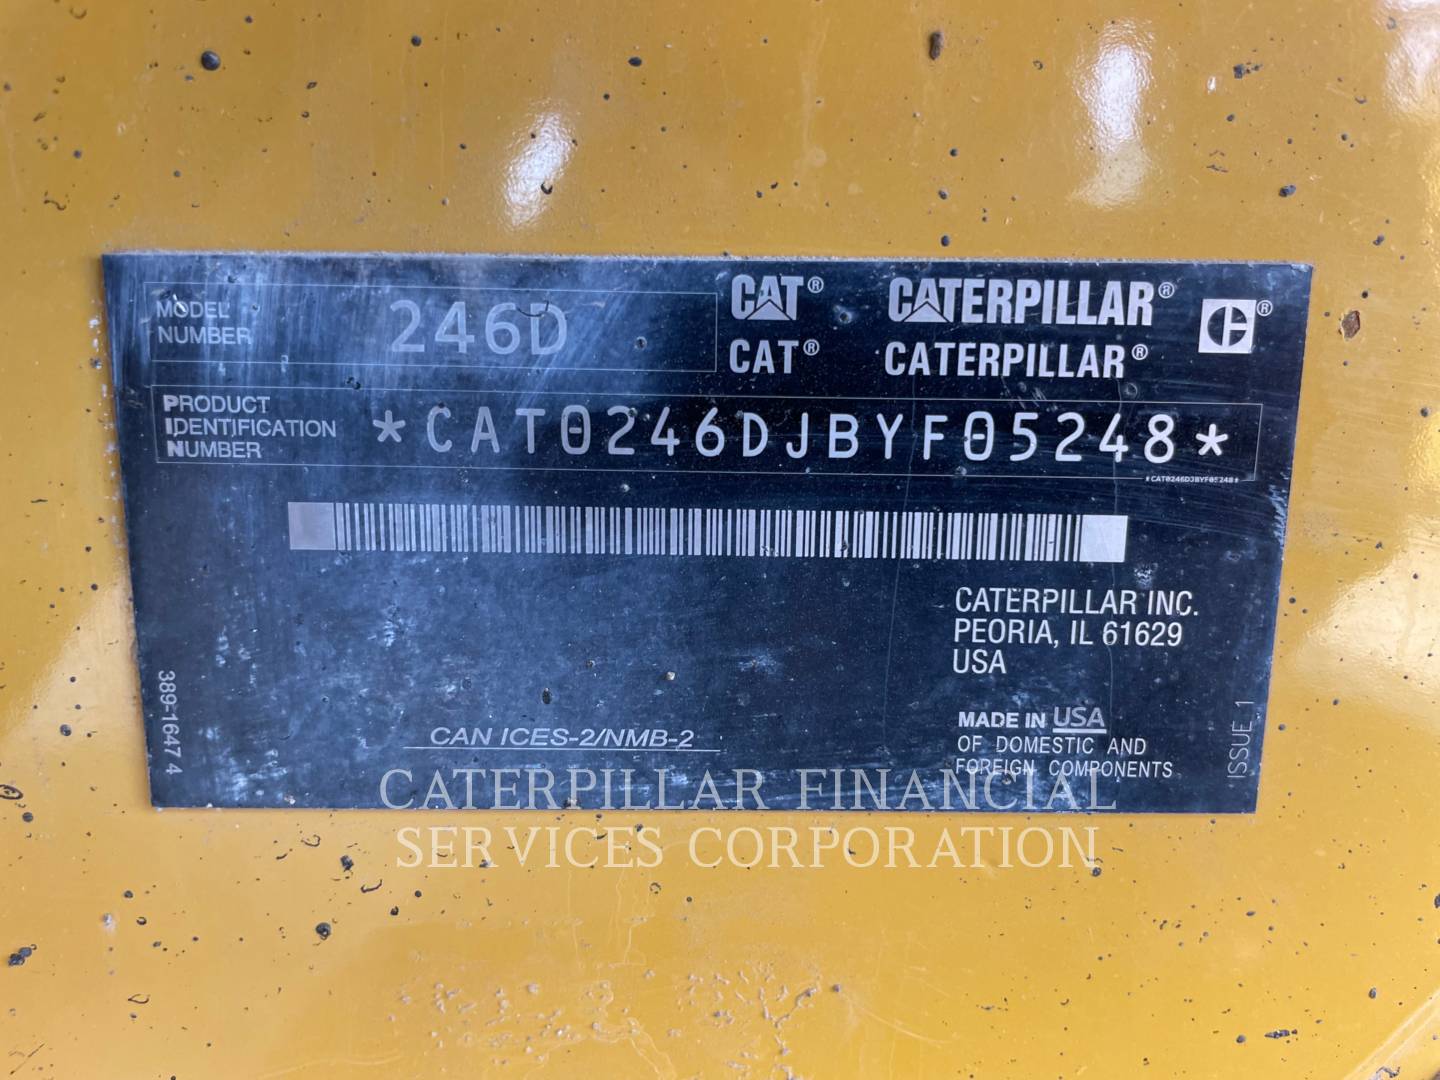 MODEL
NUMBER
246D
CAT® CATERPILLAR®
CAT® CATERPILLAR®
PRODUCT
IDENTIFICATION
NUMBER
*CAT0246DJBYF05248*
*CAT0246DJBYF05248*
CATERPILLAR INC.
PEORIA, IL 61629
USA
MADE IN USA
OF DOMESTIC AND
FOREIGN COMPONENTS
CAN ICES-2/NMB-2
389-1647 4
ISSUE 1
CATERPILLAR FINANCIAL
SERVICES CORPORATION